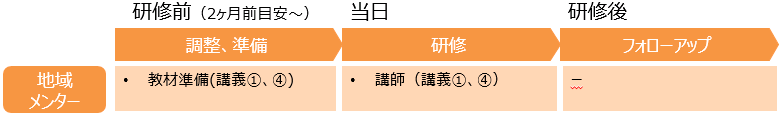 研修前（2ヶ月前目安～） 当日 研修後
調整、準備 研修 フォローアップ
地域
メンター
• 教材準備(講義①、④) • 講師（講義①、④） –